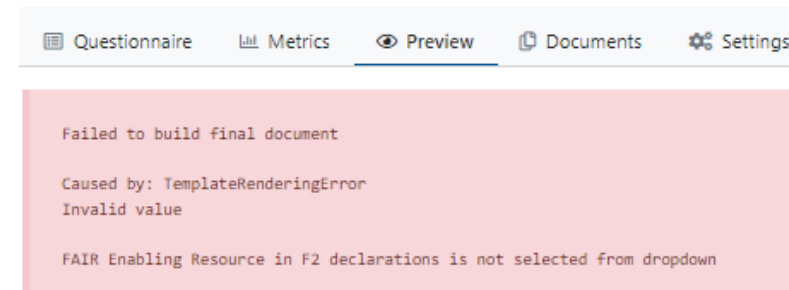 Questionnaire Metrics Preview Documents Settings
Failed to build final document
Caused by: TemplateRenderingError
Invalid value
FAIR Enabling Resource in F2 declarations is not selected from dropdown